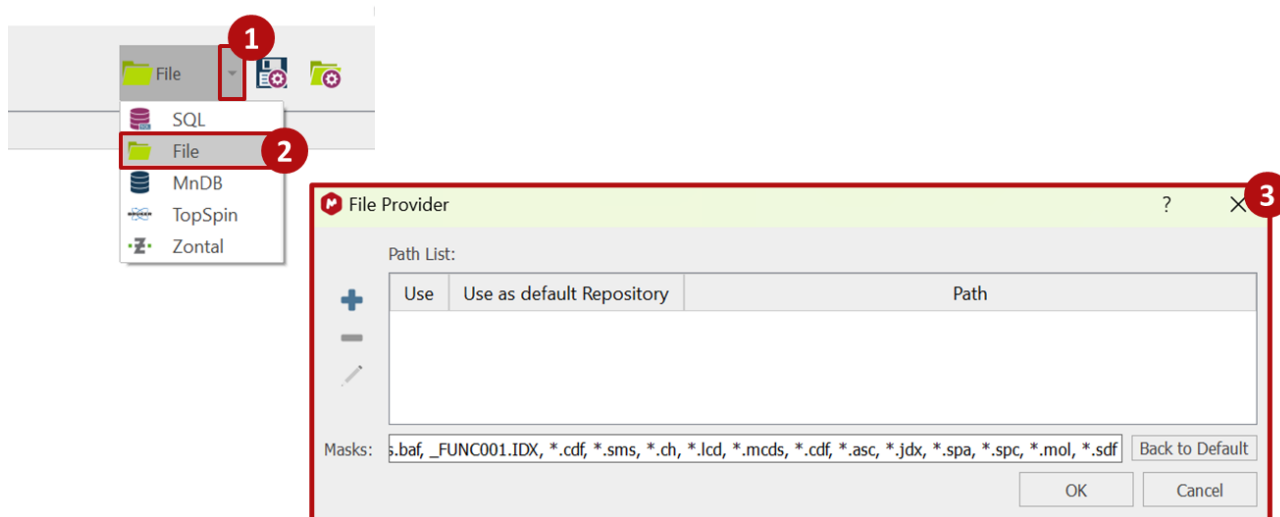 1
File
SQL
File
2
MnDB
TopSpin
Zontal
3
File Provider
?
Path List:
Use
Use as default Repository
Path
Masks:
s.baf, _FUNC001.IDX, *.cdf, *.sms, *.ch, *.lcd, *.mcds, *.cdf, *.asc, *.jdx, *.spa, *.spc, *.mol, *.sdf
Back to Default
OK
Cancel